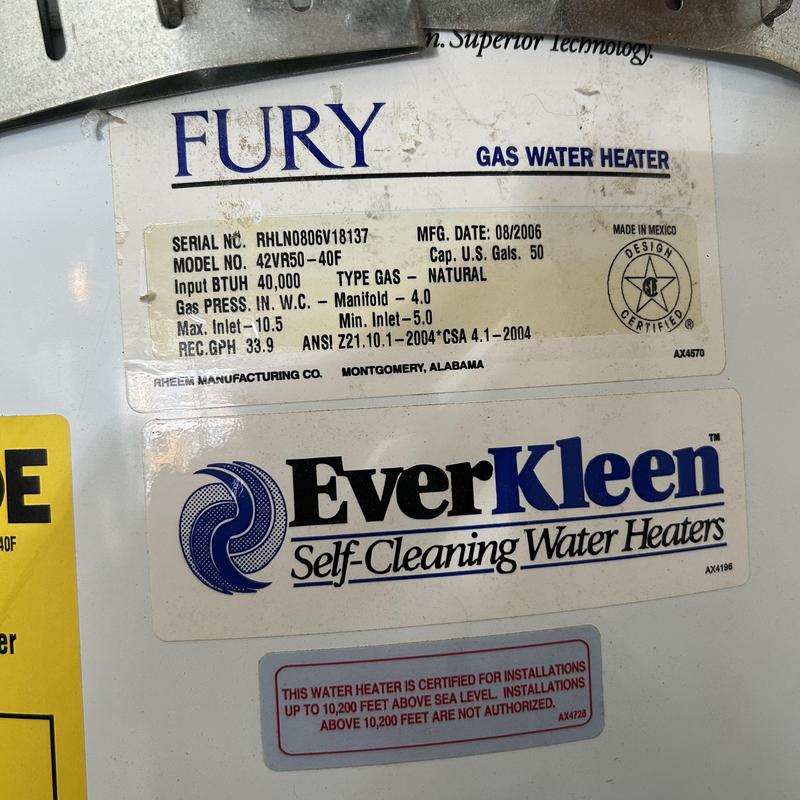 n. Superior Technology.
FURY
GAS WATER HEATER
SERIAL NO. RHLN0806V18137 MFG. DATE: 08/2006
MODEL NO. 42VR50-40F Cap. U.S. Gals. 50
Input BTUH 40,000 TYPE GAS - NATURAL
Gas PRESS. IN. W.C. - Manifold - 4.0
Max. Inlet-10.5 Min. Inlet-5.0
REC.GPH 33.9 ANSI Z21.10.1-2004*CSA 4.1-2004
MADE IN MEXICO
DESIGN
CERTIFIED
®
AX4570
RHEEM MANUFACTURING CO. MONTGOMERY, ALABAMA
EverKleen™
Self-Cleaning Water Heaters
AX4196
THIS WATER HEATER IS CERTIFIED FOR INSTALLATIONS
UP TO 10,200 FEET ABOVE SEA LEVEL. INSTALLATIONS
ABOVE 10,200 FEET ARE NOT AUTHORIZED.
AX4726
DE
40F
er